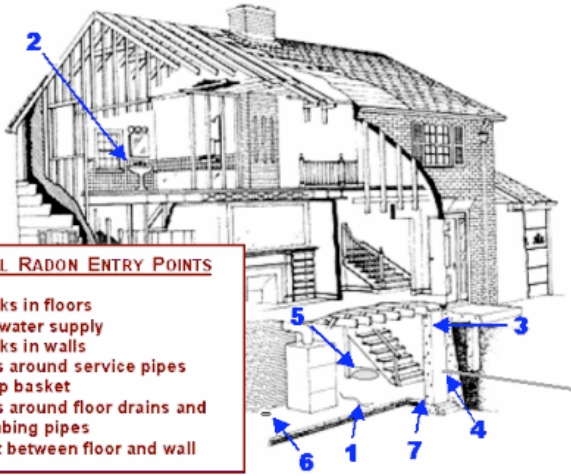 2
L RADON ENTRY POINTS
ks in floors
water supply
ks in walls
s around service pipes
p basket
s around floor drains and
bing pipes
t between floor and wall
5
3
6
1
7
4